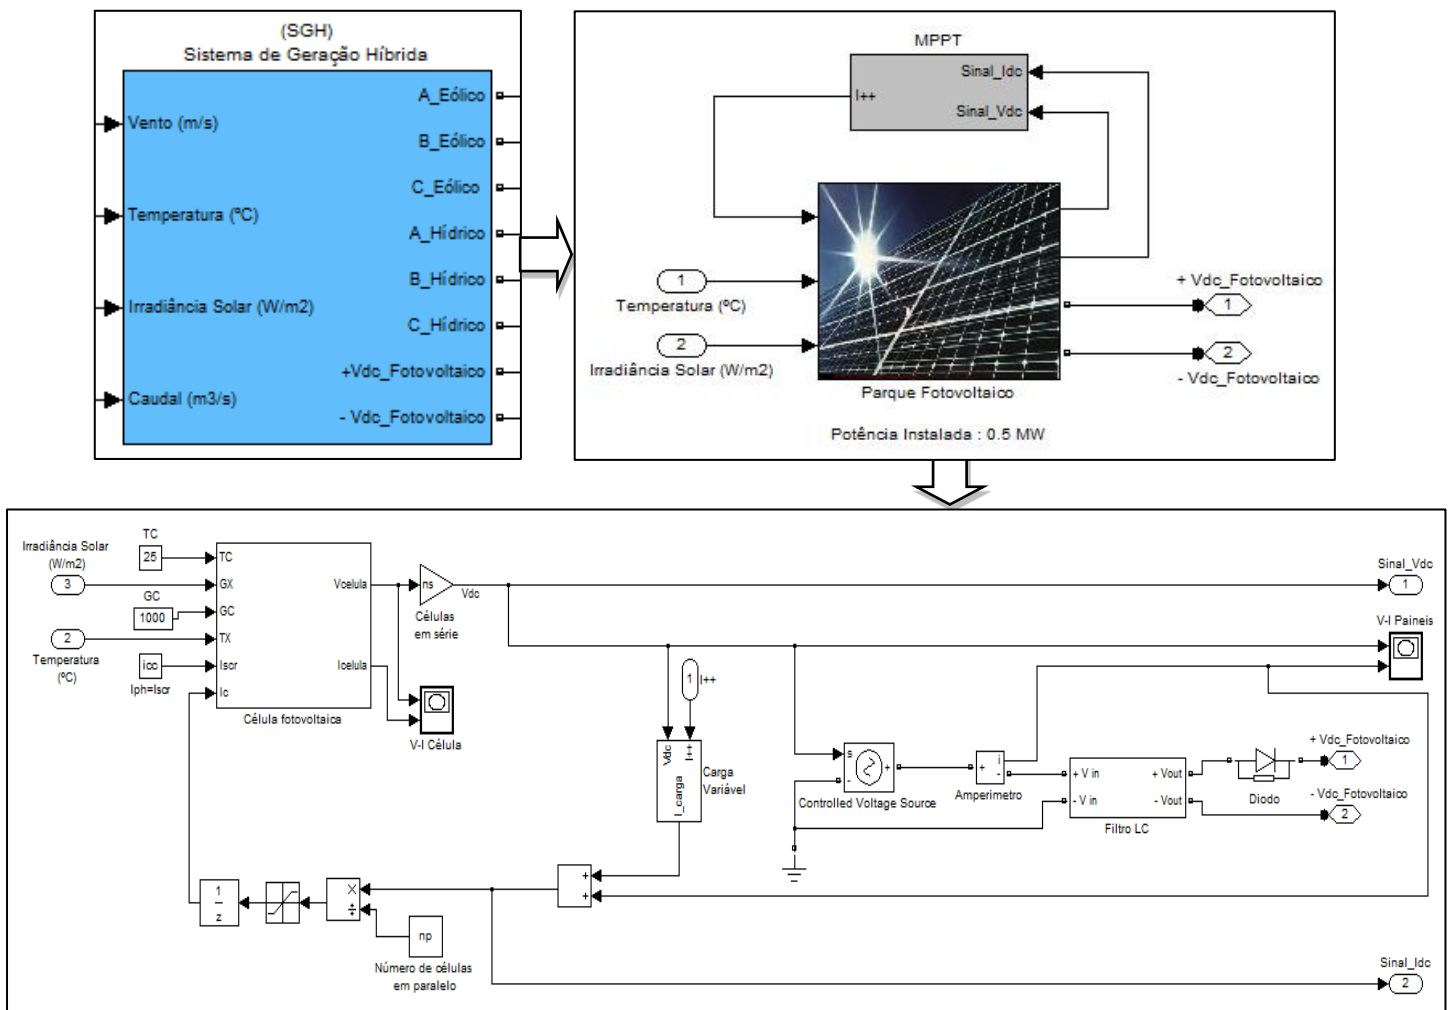 (SGH)
Sistema de Geração Híbrida
Vento (m/s)
Temperatura (ºC)
Irradiância Solar (W/m2)
Caudal (m3/s)
A_Eólico
B_Eólico
C_Eólico
A_Hídrico
B_Hídrico
C_Hídrico
+Vdc_Fotovoltaico
- Vdc_Fotovoltaico
MPPT
Sinal_Idc
I++
Sinal_Vdc
1
Temperatura (ºC)
2
Irradiância Solar (W/m2)
+ Vdc_Fotovoltaico
1
2
- Vdc_Fotovoltaico
Parque Fotovoltaico
Potência Instalada : 0.5 MW
Irradiância Solar
(W/m2)
3
TC
25
GC
1000
2
Temperatura
(ºC)
icc
Iph=Iscr
TC
GX
GC
TX
Iscr
Ic
Vcelula
Icelula
Célula fotovoltaica
ns
Células
em série
Vdc
V-I Célula
1
I++
Vdc
I++
I_carga
Carga
Variável
s
-
+
Controlled Voltage Source
+
i
-
Amperimetro
+ V in
- V in
+ Vout
- Vout
Filtro LC
Diodo
+ Vdc_Fotovoltaico
1
- Vdc_Fotovoltaico
2
Sinal_Vdc
1
V-I Paineis
+
+
1
z
X
÷
np
Número de células
em paralelo
Sinal_Idc
2